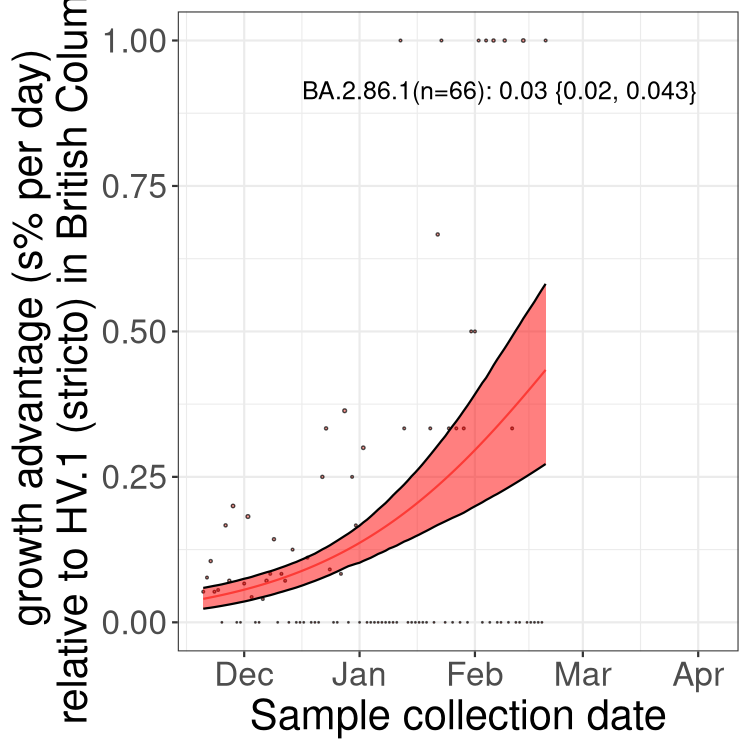 growth advantage (s% per day)
relative to HV.1 (stricto) in British Colum
1.00
0.75
0.50
0.25
0.00
BA.2.86.1(n=66): 0.03 {0.02, 0.043}
Dec Jan Feb Mar Apr
Sample collection date